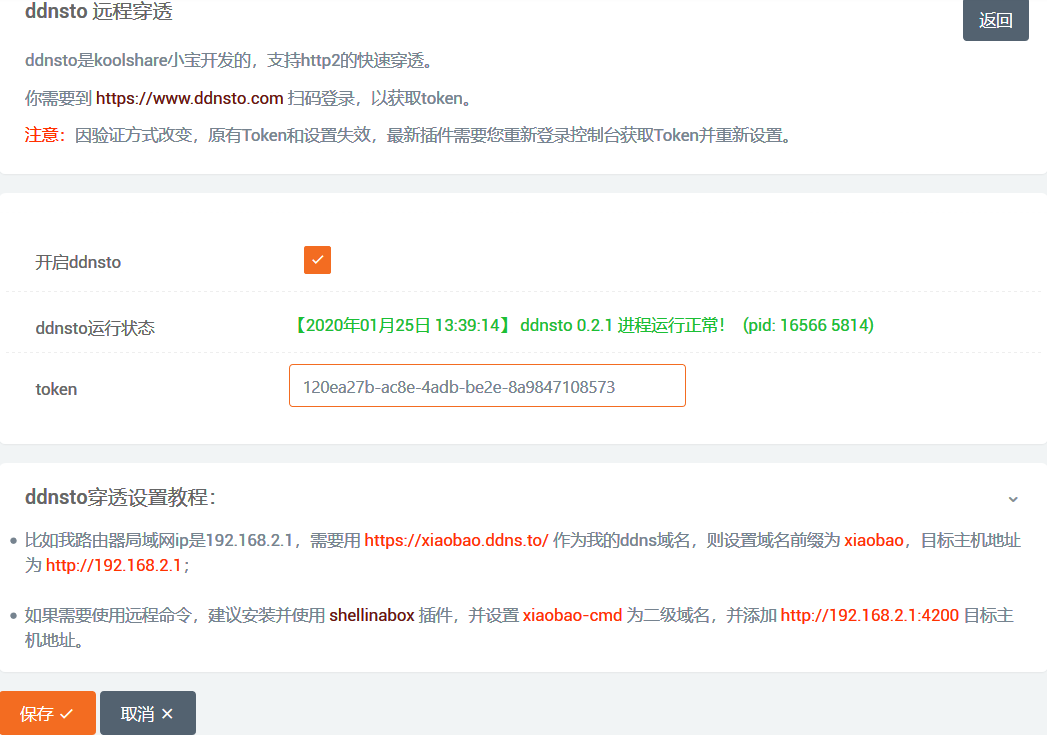 ddnsto 远程穿透
返回
ddnsto是koolshare小宝开发的，支持http2的快速穿透。
你需要到 https://www.ddnsto.com 扫码登录，以获取token。
注意：因验证方式改变，原有Token和设置失效，最新插件需要您重新登录控制台获取Token并重新设置。
开启ddnsto
ddnsto运行状态
【2020年01月25日 13:39:14】 ddnsto 0.2.1 进程运行正常！ (pid: 16566 5814)
token
120ea27b-ac8e-4adb-be2e-8a9847108573
ddnsto穿透设置教程：
比如我路由器局域网ip是192.168.2.1，需要用 https://xiaobao.ddns.to/ 作为我的ddns域名，则设置域名前缀为 xiaobao，目标主机地址
为 http://192.168.2.1；
如果需要使用远程命令，建议安装并使用 shellinabox 插件，并设置 xiaobao-cmd 为二级域名，并添加 http://192.168.2.1:4200 目标主
机地址。
保存
取消